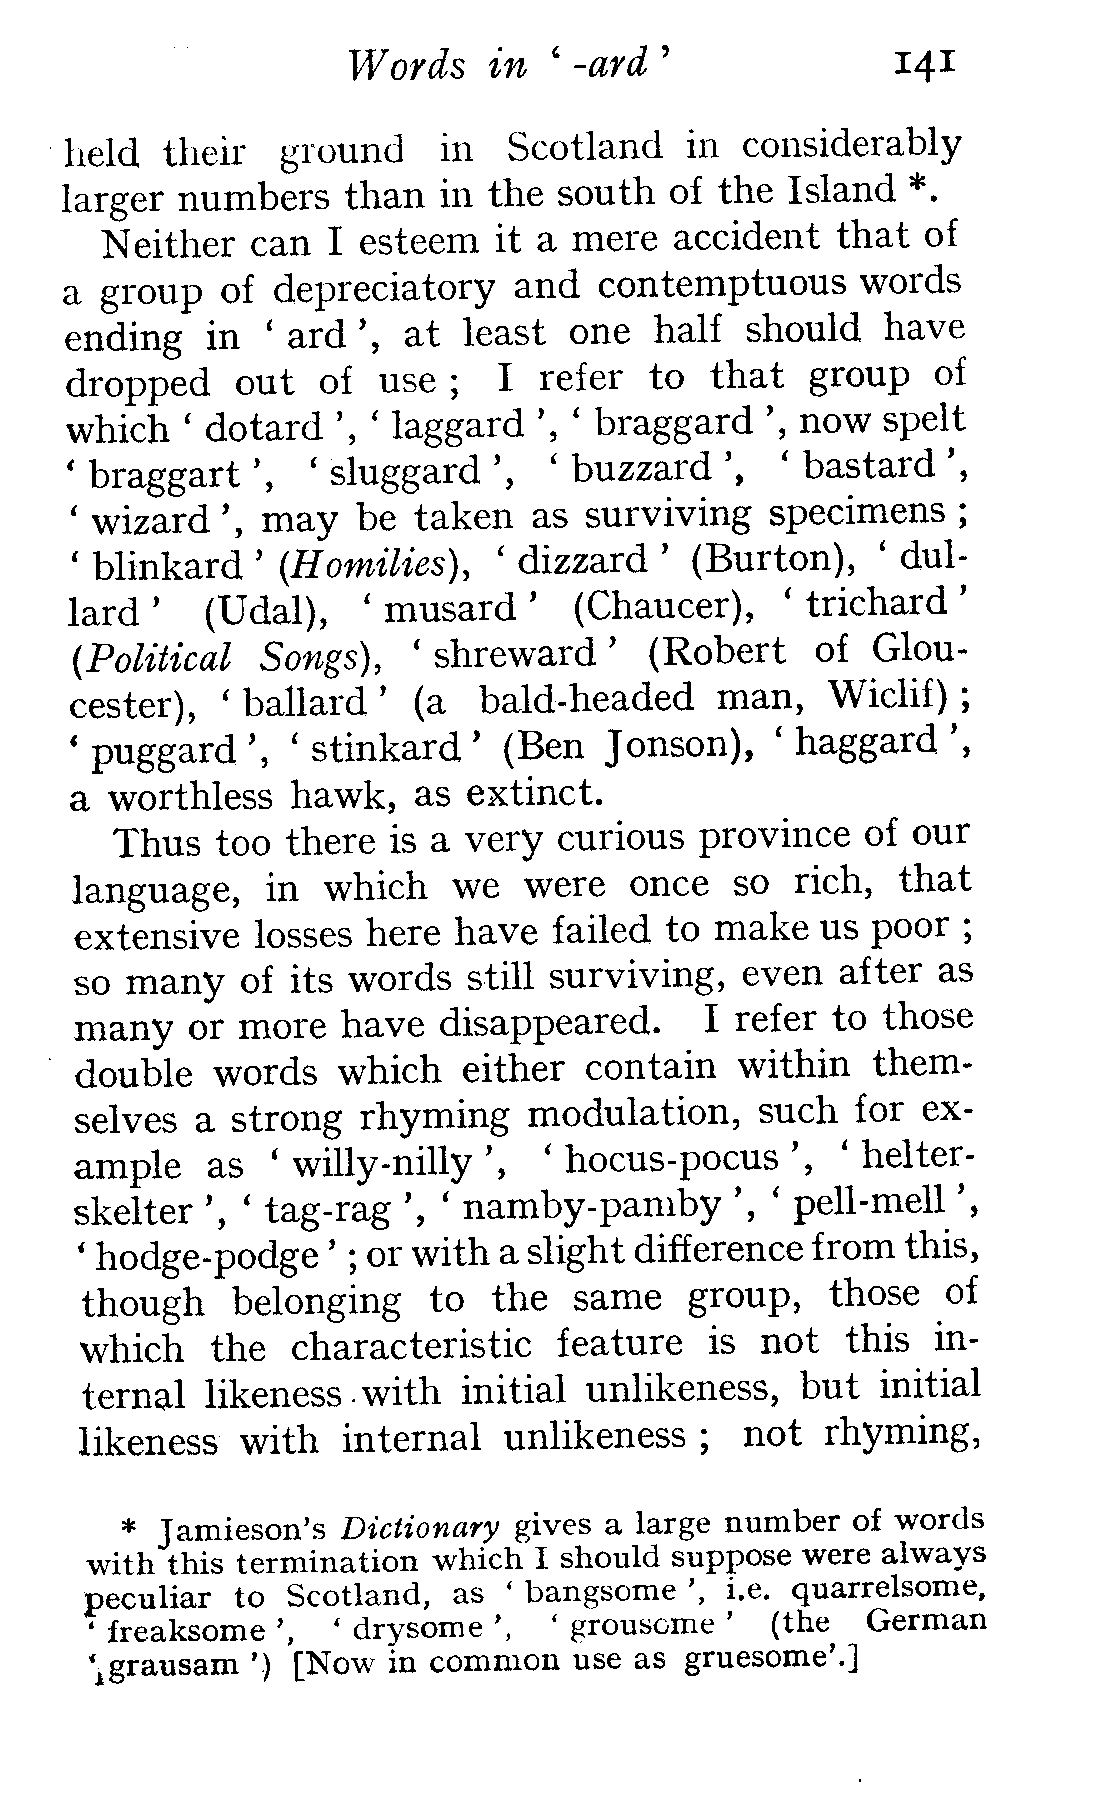 Words in ‘ -ard ’ 141
held their ground in Scotland in considerably
larger numbers than in the south of the Island *.
Neither can I esteem it a mere accident that of
a group of depreciatory and contemptuous words
ending in ‘ ard ’, at least one half should have
dropped out of use ; I refer to that group of
which ‘ dotard ’, ‘ laggard ’, ‘ braggard ’, now spelt
‘ braggart ’, ‘ sluggard ’, ‘ buzzard ’, ‘ bastard ’,
‘ wizard ’, may be taken as surviving specimens ;
‘ blinkard ’ (Homilies), ‘ dizzard ’ (Burton), ‘ dul-
lard ’ (Udal), ‘ musard ’ (Chaucer), ‘ trichard ’
(Political Songs), ‘ shreward ’ (Robert of Glou-
cester), ‘ ballard ’ (a bald-headed man, Wiclif) ;
‘ puggard ’, ‘ stinkard ’ (Ben Jonson), ‘ haggard ’,
a worthless hawk, as extinct.
Thus too there is a very curious province of our
language, in which we were once so rich, that
extensive losses here have failed to make us poor ;
so many of its words still surviving, even after as
many or more have disappeared. I refer to those
double words which either contain within them-
selves a strong rhyming modulation, such for ex-
ample as ‘ willy-nilly ’, ‘ hocus-pocus ’, ‘ helter-
skelter ’, ‘ tag-rag ’, ‘ namby-pamby ’, ‘ pell-mell ’,
‘ hodge-podge ’ ; or with a slight difference from this,
though belonging to the same group, those of
which the characteristic feature is not this in-
ternal likeness with initial unlikeness, but initial
likeness with internal unlikeness ; not rhyming,
* Jamieson’s Dictionary gives a large number of words
with this termination which I should suppose were always
peculiar to Scotland, as ‘ bangsome ’, i.e. quarrelsome,
‘ freaksome ’, ‘ drysome ’, ‘ grousome ’ (the German
‘ grausam ’) [Now in common use as gruesome’.]